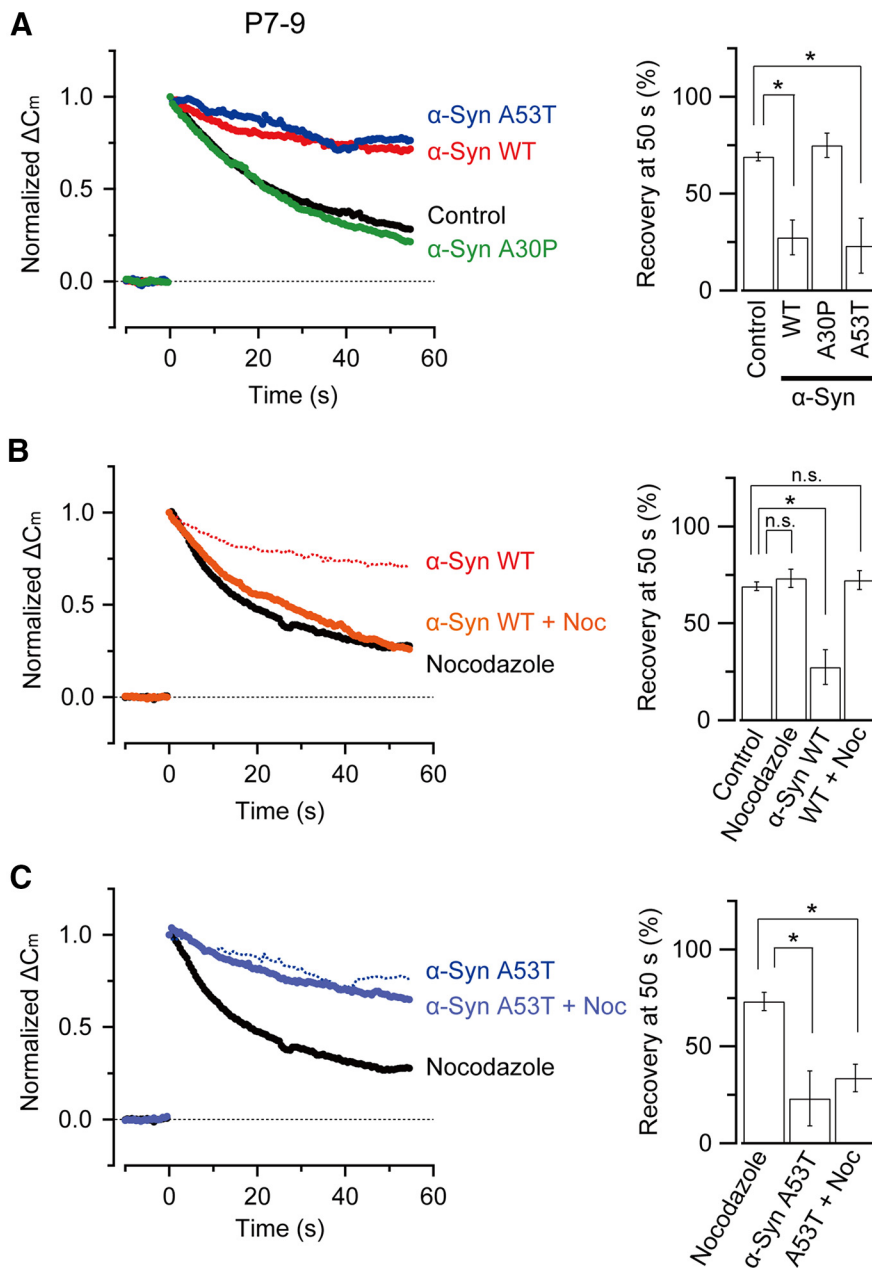 A
P7-9
Normalized ΔCm
1.0
0.5
0.0
α-Syn A53T
α-Syn WT
Control
α-Syn A30P
0
20
40
60
Time (s)
Recovery at 50 s (%)
100
50
0
*
*
Control
WT
A30P
A53T
α-Syn
B
Normalized ΔCm
1.0
0.5
0.0
α-Syn WT
α-Syn WT + Noc
Nocodazole
0
20
40
60
Time (s)
Recovery at 50 s (%)
100
50
0
n.s.
*
n.s.
Control
Nocodazole
α-Syn WT
WT + Noc
C
Normalized ΔCm
1.0
0.5
0.0
α-Syn A53T
α-Syn A53T + Noc
Nocodazole
0
20
40
60
Time (s)
Recovery at 50 s (%)
100
50
0
*
*
Nocodazole
α-Syn A53T
A53T + Noc